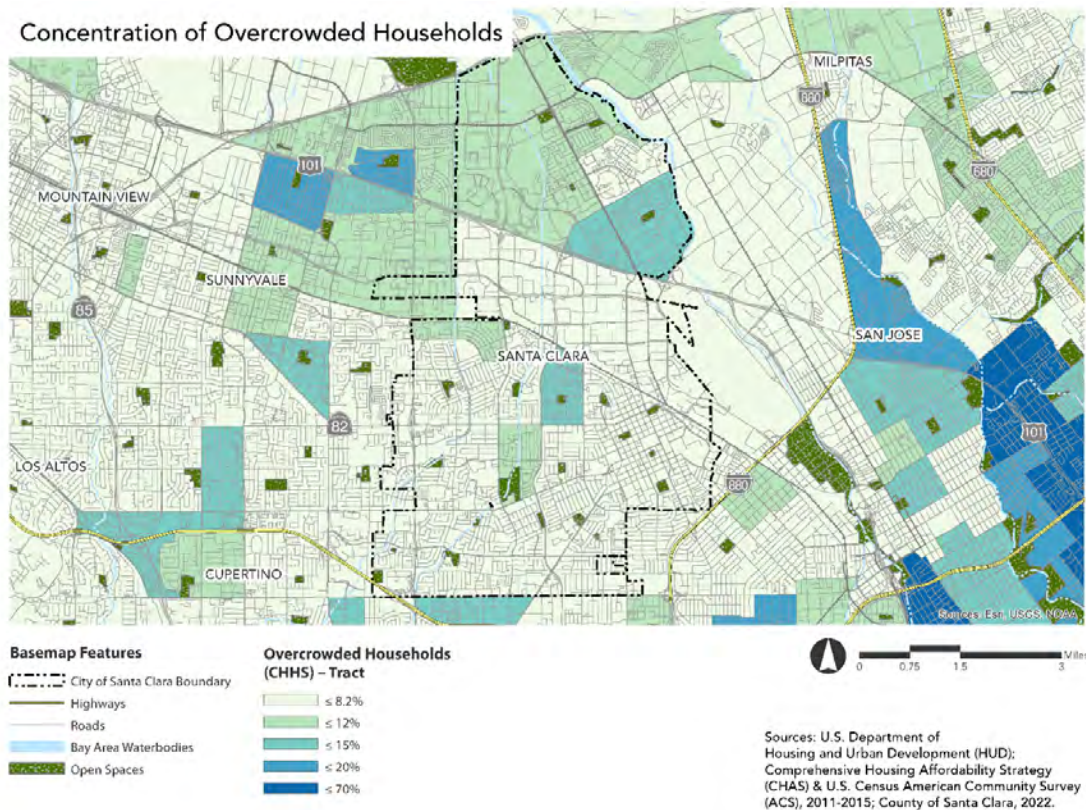 Concentration of Overcrowded Households
MILPITAS
880
680
101
MOUNTAIN VIEW
SUNNYVALE
85
SAN JOSE
SANTA CLARA
82
101
LOS ALTOS
880
CUPERTINO
Sources: Esri, USGS, NOAA
Basemap Features
City of Santa Clara Boundary
Highways
Roads
Bay Area Waterbodies
Open Spaces
Overcrowded Households
(CHHS) – Tract
≤ 8.2%
≤ 12%
≤ 15%
≤ 20%
≤ 70%
Miles
0 0.75 1.5 3
Sources: U.S. Department of
Housing and Urban Development (HUD);
Comprehensive Housing Affordability Strategy
(CHAS) & U.S. Census American Community Survey
(ACS), 2011-2015; County of Santa Clara, 2022.